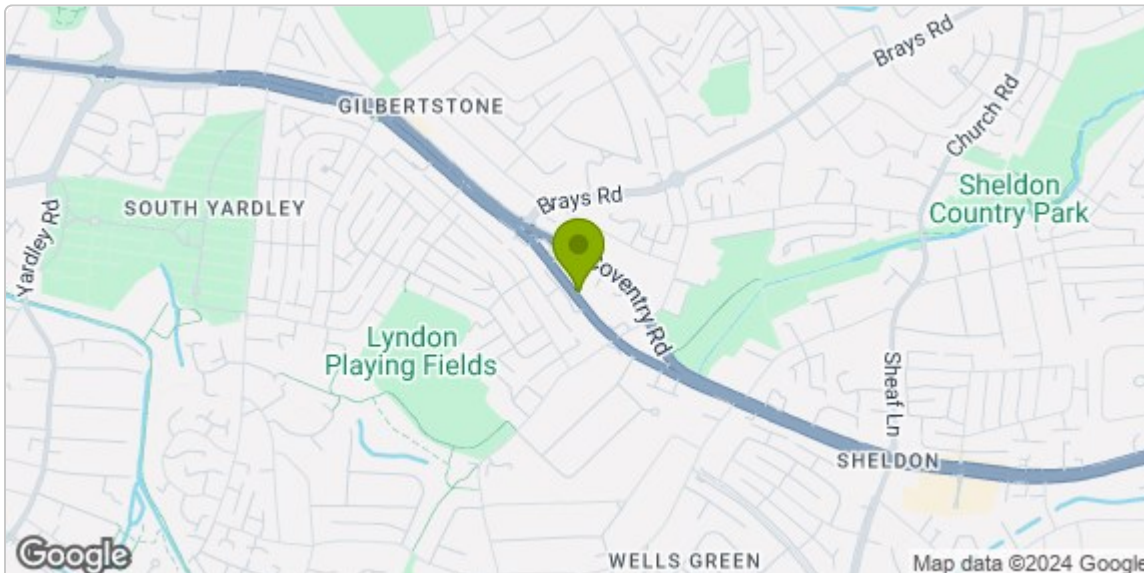 Brays Rd
GILBERTSTONE
Church Rd
Sheldon
Country Park
Brays Rd
SOUTH YARDLEY
Yardley Rd
Coventry Rd
Lyndon
Playing Fields
Sheaf Ln
SHELDON
WELLS GREEN
Google
Map data ©2024 Google